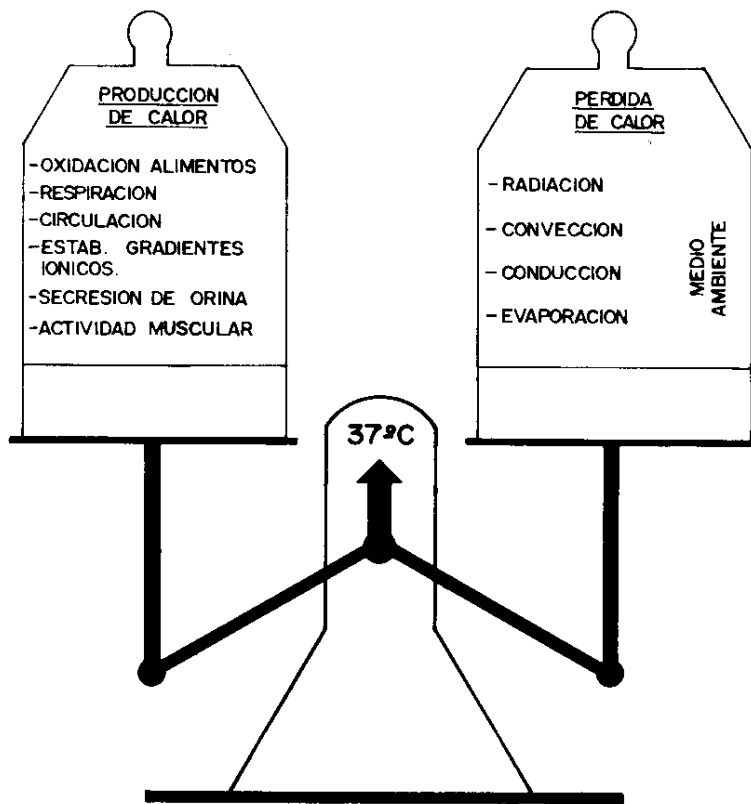 PRODUCCION
DE CALOR
-OXIDACION ALIMENTOS
-RESPIRACION
-CIRCULACION
-ESTAB. GRADIENTES
IONICOS.
-SECRESION DE ORINA
-ACTIVIDAD MUSCULAR
PERDIDA
DE CALOR
- RADIACION
- CONVECCION
- CONDUCCION
- EVAPORACION
MEDIO
AMBIENTE
37ºC